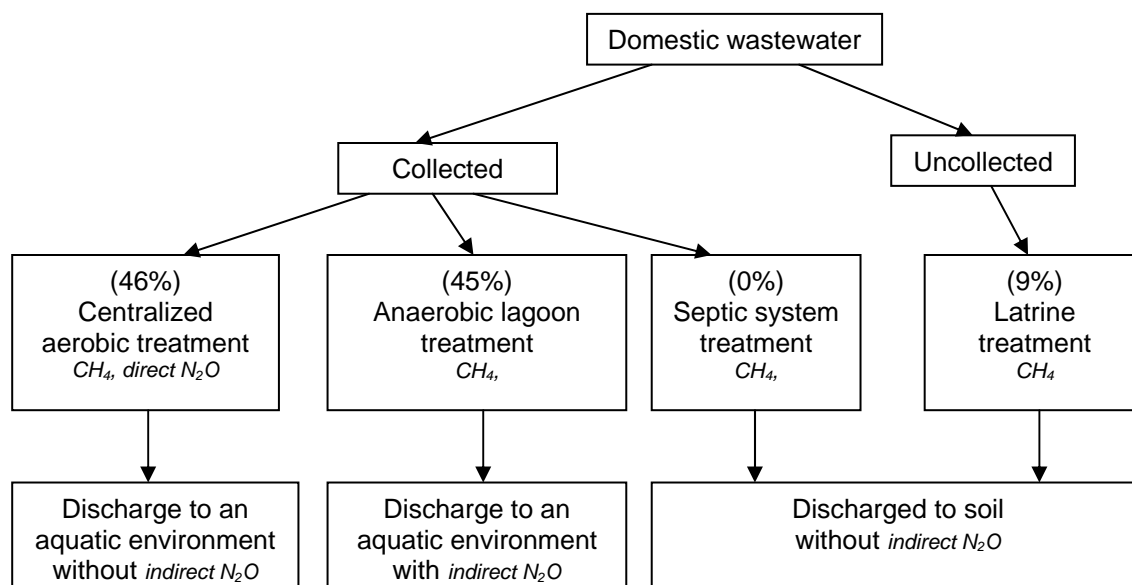 Domestic wastewater
Collected
Uncollected
(46%)
Centralized
aerobic treatment
CH₄, direct N₂O
(45%)
Anaerobic lagoon
treatment
CH₄,
(0%)
Septic system
treatment
CH₄,
(9%)
Latrine
treatment
CH₄
Discharge to an
aquatic environment
without indirect N₂O
Discharge to an
aquatic environment
with indirect N₂O
Discharged to soil
without indirect N₂O